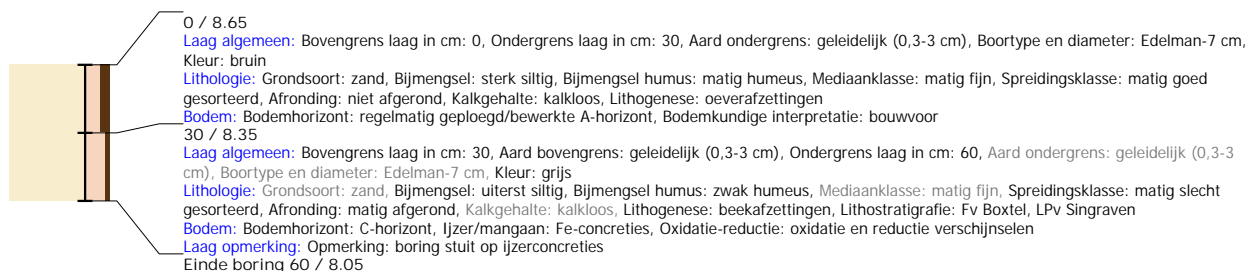 0 / 8.65
Laag algemeen: Bovengrens laag in cm: 0, Ondergrens laag in cm: 30, Aard ondergrens: geleidelijk (0,3-3 cm), Boortype en diameter: Edelman-7 cm,
Kleur: bruin
Lithologie: Grondsoort: zand, Bijmengsel: sterk siltig, Bijmengsel humus: matig humeus, Mediaanklasse: matig fijn, Spreidingsklasse: matig goed
gesorteerd, Afronding: niet afgerond, Kalkgehalte: kalkloos, Lithogenese: oeverafzettingen
Bodem: Bodemhorizont: regelmatig geploegd/bewerkte A-horizont, Bodemkundige interpretatie: bouwvoor
30 / 8.35
Laag algemeen: Bovengrens laag in cm: 30, Aard bovengrens: geleidelijk (0,3-3 cm), Ondergrens laag in cm: 60, Aard ondergrens: geleidelijk (0,3-3
cm), Boortype en diameter: Edelman-7 cm, Kleur: grijs
Lithologie: Grondsoort: zand, Bijmengsel: uiterst siltig, Bijmengsel humus: zwak humeus, Mediaanklasse: matig fijn, Spreidingsklasse: matig slecht
gesorteerd, Afronding: matig afgerond, Kalkgehalte: kalkloos, Lithogenese: beekafzettingen, Lithostratigrafie: Fv Boxtel, LPv Singraven
Bodem: Bodemhorizont: C-horizont, Ijzer/mangaan: Fe-concreties, Oxidatie-reductie: oxidatie en reductie verschijnselen
Laag opmerking: Opmerking: boring stuit op ijzerconcreties
Einde boring 60 / 8.05